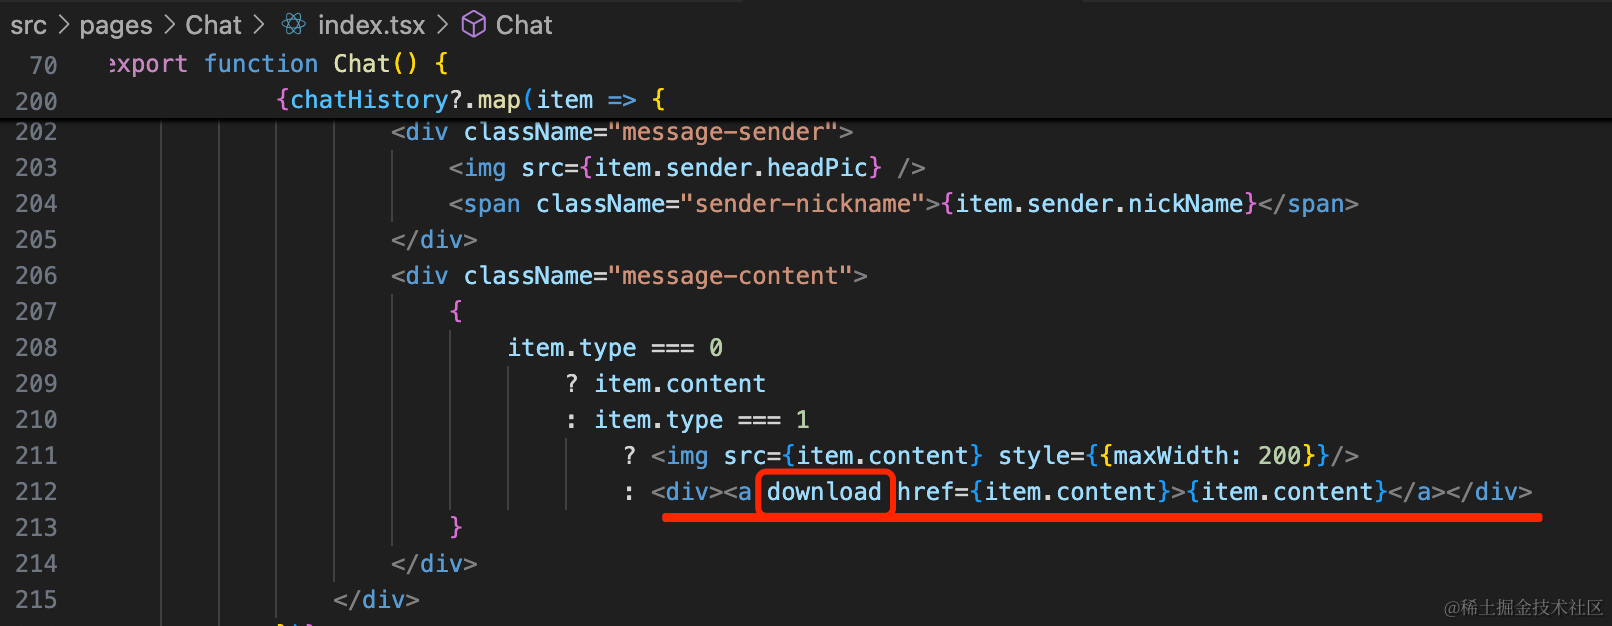 src > pages > Chat > index.tsx > Chat
70 export function Chat() {
200 {chatHistory?.map(item => {
202 <div className="message-sender">
203 <img src={item.sender.headPic} />
204 <span className="sender-nickname">{item.sender.nickName}</span>
205 </div>
206 <div className="message-content">
207 {
208 item.type === 0
209 ? item.content
210 : item.type === 1
211 ? <img src={item.content} style={{maxWidth: 200}}/>
212 : <div><a download href={item.content}>{item.content}</a></div>
213 }
214 </div>
215 </div>
@稀土掘金技术社区